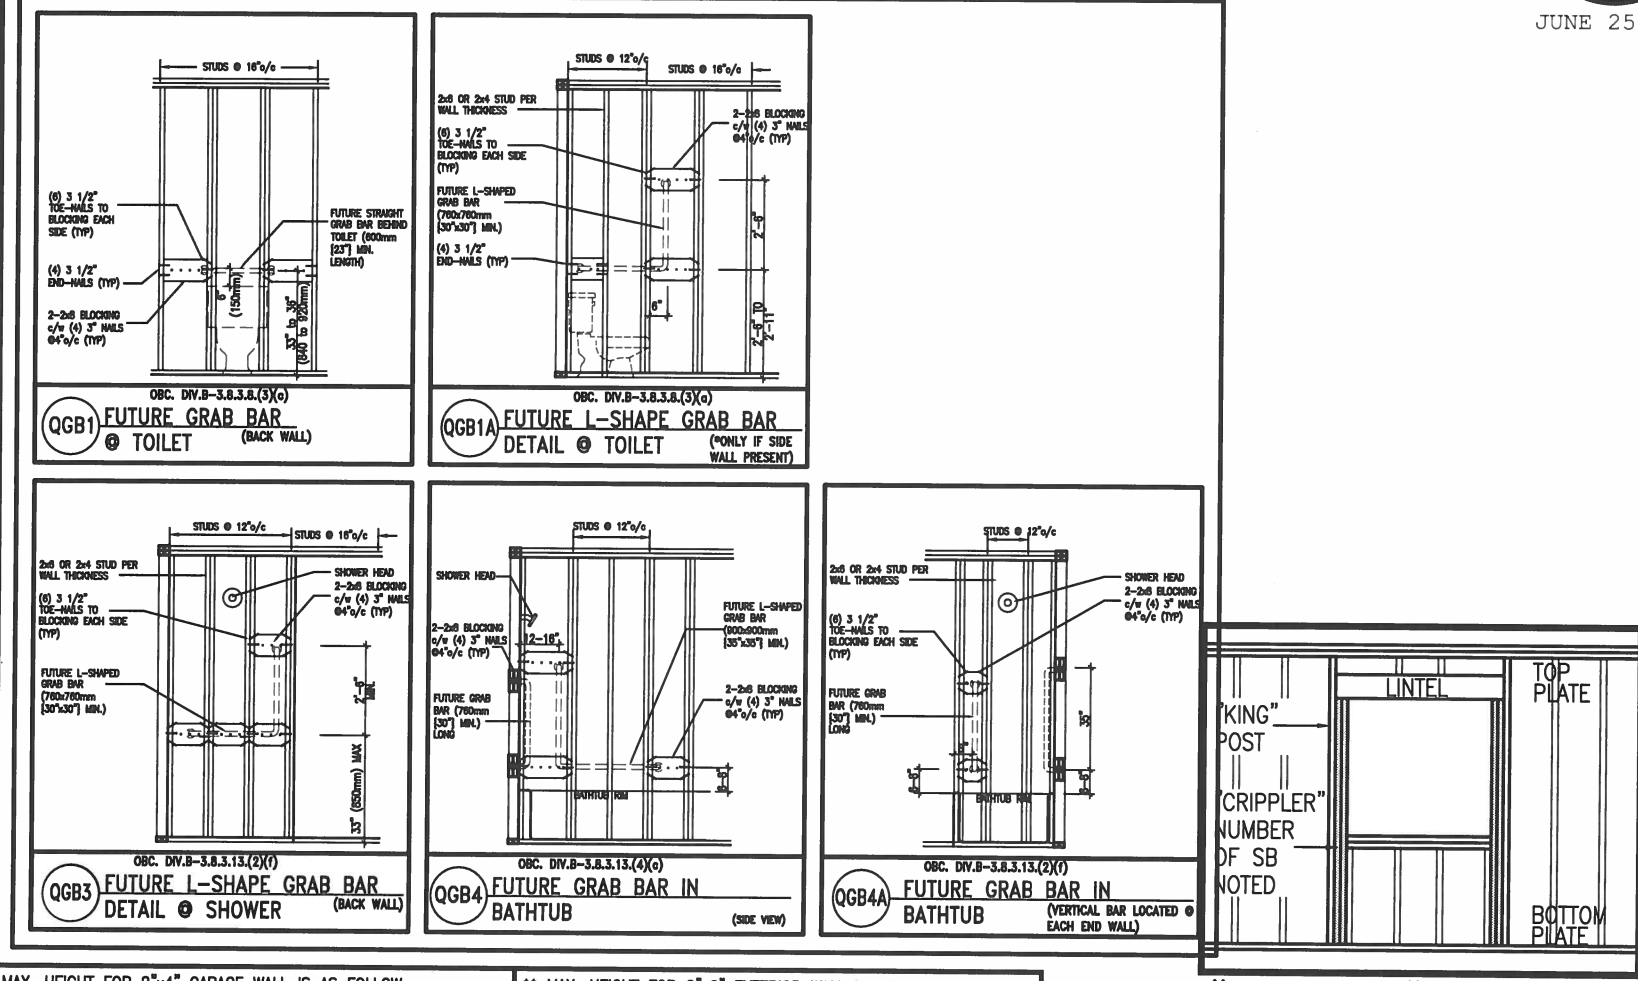 JUNE 25
STUDS @ 16"o/c
(6) 3 1/2"
TOE-NAILS TO
BLOCKING EACH
SIDE (TYP)
(4) 3 1/2"
END-NAILS (TYP)
2-2x6 BLOCKING
c/w (4) 3" NAILS
@4"o/c (TYP)
FUTURE STRAIGHT
GRAB BAR BEHIND
TOILET (600mm
[23"] MIN.
LENGTH)
6"
(150mm)
33" to 36"
(840 to 920mm)
OBC. DIV.B-3.8.3.8.(3)(c)
QGB1
FUTURE GRAB BAR
@ TOILET
(BACK WALL)
STUDS @ 12"o/c
STUDS @ 16"o/c
2x6 OR 2x4 STUD PER
WALL THICKNESS
(6) 3 1/2"
TOE-NAILS TO
BLOCKING EACH SIDE
(TYP)
FUTURE L-SHAPED
GRAB BAR
(760x760mm
[30"x30"] MIN.)
(4) 3 1/2"
END-NAILS (TYP)
2-2x6 BLOCKING
c/w (4) 3" NAILS
@4"o/c (TYP)
2'-6"
6"
2'-6" TO
2'-11"
OBC. DIV.B-3.8.3.8.(3)(a)
QGB1A
FUTURE L-SHAPE GRAB BAR
DETAIL @ TOILET
(*ONLY IF SIDE
WALL PRESENT)
STUDS @ 12"o/c
STUDS @ 16"o/c
2x6 OR 2x4 STUD PER
WALL THICKNESS
(6) 3 1/2"
TOE-NAILS TO
BLOCKING EACH SIDE
(TYP)
FUTURE L-SHAPED
GRAB BAR
(760x760mm
[30"x30"] MIN.)
SHOWER HEAD
2-2x6 BLOCKING
c/w (4) 3" NAILS
@4"o/c (TYP)
2'-6"
MIN.
33" (850mm) MAX
OBC. DIV.B-3.8.3.13.(2)(f)
QGB3
FUTURE L-SHAPE GRAB BAR
DETAIL @ SHOWER
(BACK WALL)
STUDS @ 12"o/c
SHOWER HEAD
2-2x6 BLOCKING
c/w (4) 3" NAILS
@4"o/c (TYP)
12-16"
FUTURE GRAB
BAR (760mm
[30"] MIN.)
LONG
FUTURE L-SHAPED
GRAB BAR
(900x900mm
[35"x35"] MIN.)
2-2x6 BLOCKING
c/w (4) 3" NAILS
@4"o/c (TYP)
BATHTUB RIM
OBC. DIV.B-3.8.3.13.(4)(c)
QGB4
FUTURE GRAB BAR IN
BATHTUB
(SIDE VIEW)
STUDS @ 12"o/c
2x6 OR 2x4 STUD PER
WALL THICKNESS
(6) 3 1/2"
TOE-NAILS TO
BLOCKING EACH SIDE
(TYP)
FUTURE GRAB
BAR (760mm
[30"] MIN.)
LONG
SHOWER HEAD
2-2x6 BLOCKING
c/w (4) 3" NAILS
@4"o/c (TYP)
35"
BATHTUB RIM
OBC. DIV.B-3.8.3.13.(2)(f)
QGB4A
FUTURE GRAB BAR IN
BATHTUB
(VERTICAL BAR LOCATED @
EACH END WALL)
LINTEL
TOP
PLATE
"KING"
POST
"CRIPPLER"
NUMBER
OF SB
NOTED
BOTTOM
PLATE
MAX. HEIGHT FOR 2"x4" GARAGE WALL IS AS FOLLOW